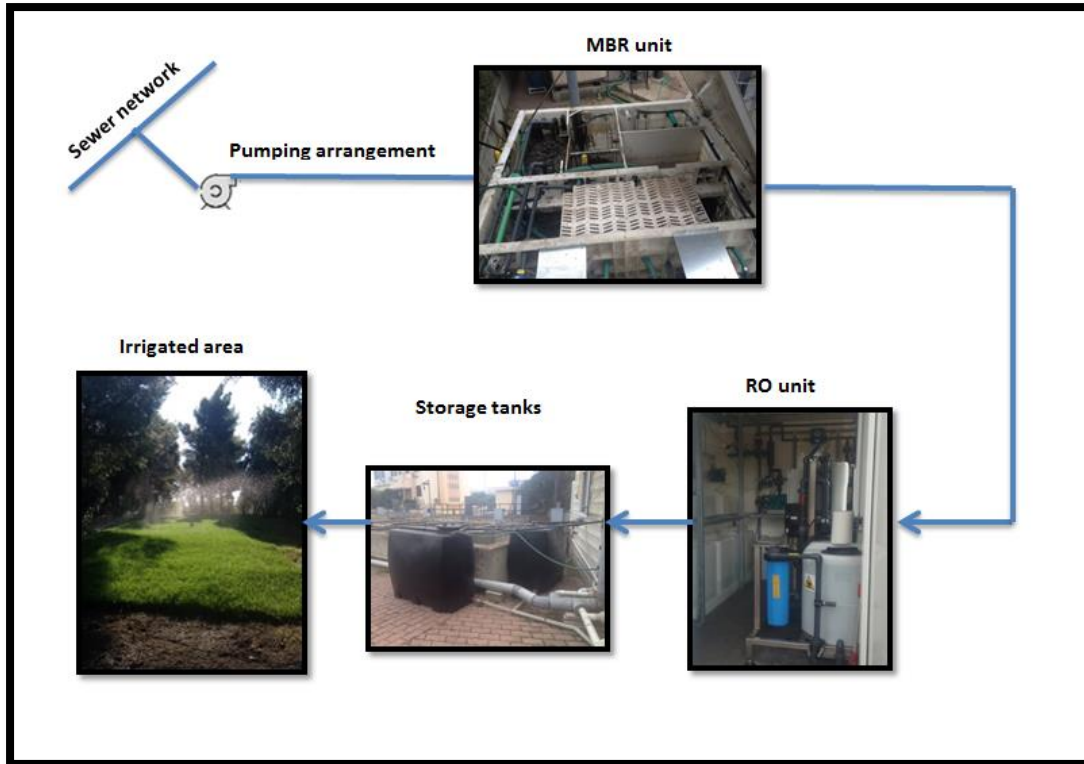 MBR unit
Sewer network
Pumping arrangement
Irrigated area
Storage tanks
RO unit